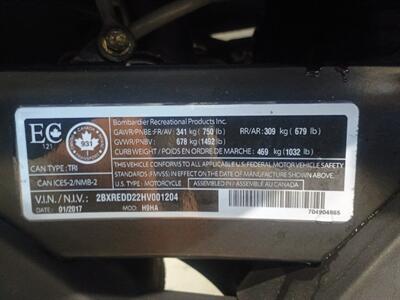 EC
121
931
CAN TYPE: TRI
CAN ICES-2/NMB-2
Bombardier Recreational Products Inc.
GAWR/PNBE:FR/AV: 341 kg ( 750 lb) RR/AR: 309 kg ( 679 lb)
GVWR/PNBV: 678 kg (1492 lb)
CURB WEIGHT / POIDS EN ORDRE DE MARCHE: 469 kg (1032 lb)
THIS VEHICLE CONFORMS TO ALL APPLICABLE U.S. FEDERAL MOTOR VEHICLE SAFETY
STANDARDS (FMVSS) IN EFFECT ON THE DATE OF MANUFACTURE SHOWN
U.S. TYPE: MOTORCYCLE ASSEMBLED IN / ASSEMBLÉ AU CANADA
V.I.N. / N.I.V.: 2BXREDD22HV001204
DATE: 01/2017 MOD: H9HA
704904865